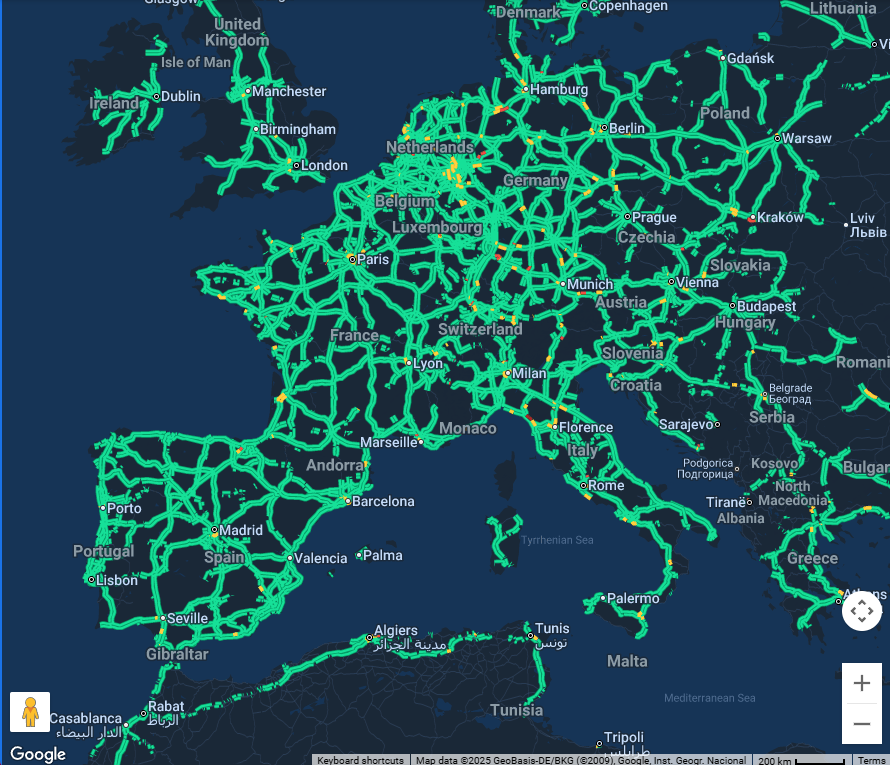 Denmark
Copenhagen
Lithuania
United
Kingdom
Isle of Man
Gdańsk
Manchester
Hamburg
Ireland
Dublin
Poland
Birmingham
Berlin
Warsaw
Netherlands
London
Germany
Belgium
Prague
Kraków
Lviv
Львів
Luxembourg
Czechia
Paris
Slovakia
Munich
Vienna
Austria
Budapest
Hungary
Switzerland
France
Slovenia
Lyon
Milan
Romani
Croatia
Belgrade
Београд
Serbia
Monaco
Florence
Sarajevo
Marseille
Italy
Andorra
Podgorica
Подгорица
Kosovo
Bulgar
Rome
North
Macedonia
Barcelona
Tiranë
Albania
Porto
Madrid
Tyrrhenian Sea
Portugal
Spain
Valencia
Palma
Greece
Lisbon
Palermo
Athens
Seville
Algiers
مدينة الجزائر
Tunis
تونس
Gibraltar
Malta
Mediterranean Sea
Rabat
الرباط
Casablanca
الدار البيضاء
Tunisia
Tripoli
طرابلس
Google
Keyboard shortcuts
Map data ©2025 GeoBasis-DE/BKG (©2009), Google, Inst. Geogr. Nacional
200 km
Terms